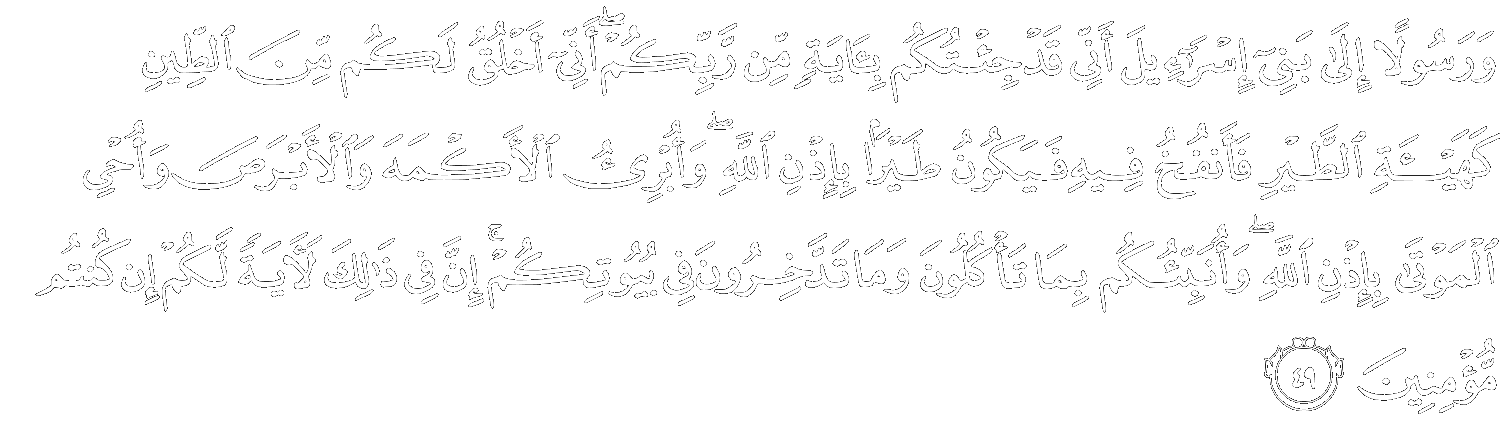 وَرَسُولًا إِلَىٰ بَنِىٓ إِسْرَٰٓءِيلَ أَنِّى قَدْ جِئْتُكُم بِـَٔايَةٍ مِّن رَّبِّكُمْ ۖ أَنِّىٓ أَخْلُقُ لَكُم مِّنَ ٱلطِّينِ
كَهَيْـَٔةِ ٱلطَّيْرِ فَأَنفُخُ فِيهِ فَيَكُونُ طَيْرًۢا بِإِذْنِ ٱللَّهِ ۖ وَأُبْرِئُ ٱلْأَكْمَهَ وَٱلْأَبْرَصَ وَأُحْىِ
ٱلْمَوْتَىٰ بِإِذْنِ ٱللَّهِ ۖ وَأُنَبِّئُكُم بِمَا تَأْكُلُونَ وَمَا تَدَّخِرُونَ فِى بُيُوتِكُمْ ۚ إِنَّ فِى ذَٰلِكَ لَـَٔايَةً لَّكُمْ إِن كُنتُم
مُّؤْمِنِينَ ٤٩